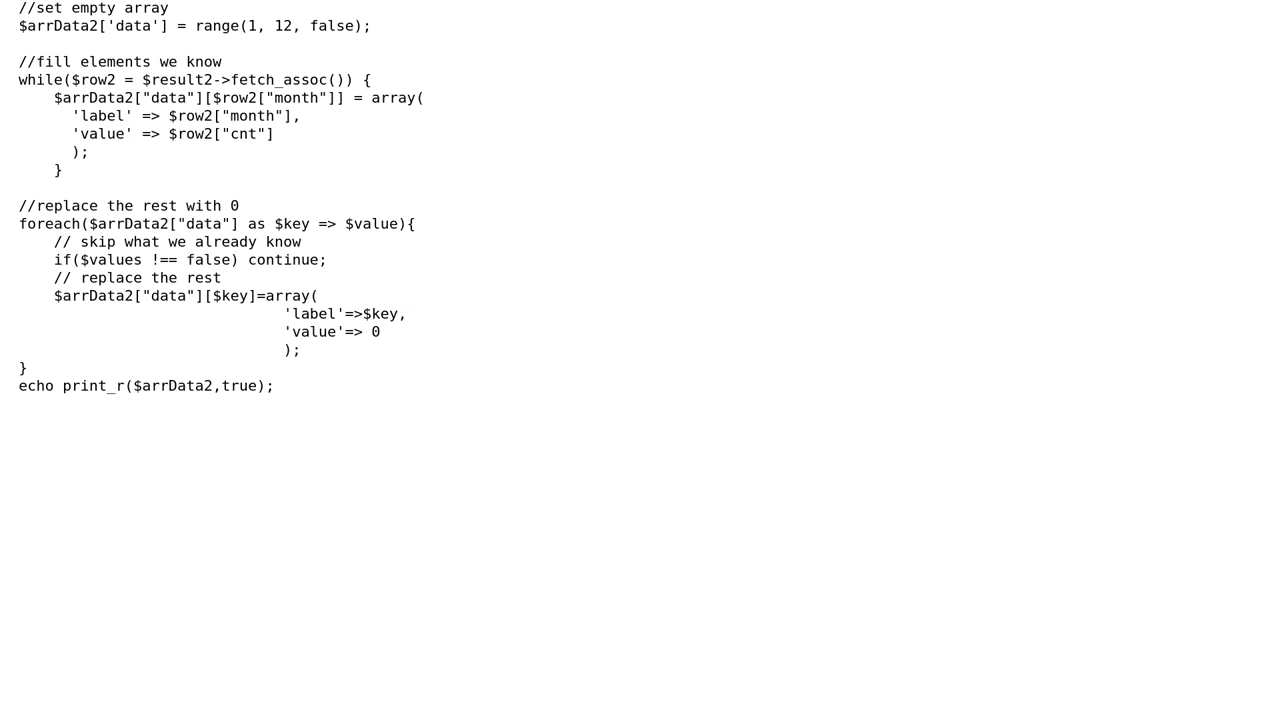 //set empty array
$arrData2['data'] = range(1, 12, false);
//fill elements we know
while($row2 = $result2->fetch_assoc()) {
$arrData2["data"][$row2["month"]] = array(
'label' => $row2["month"],
'value' => $row2["cnt"]
);
}
//replace the rest with 0
foreach($arrData2["data"] as $key => $value){
// skip what we already know
if($values !== false) continue;
// replace the rest
$arrData2["data"][$key]=array(
'label'=>$key,
'value'=> 0
);
}
echo print_r($arrData2,true);